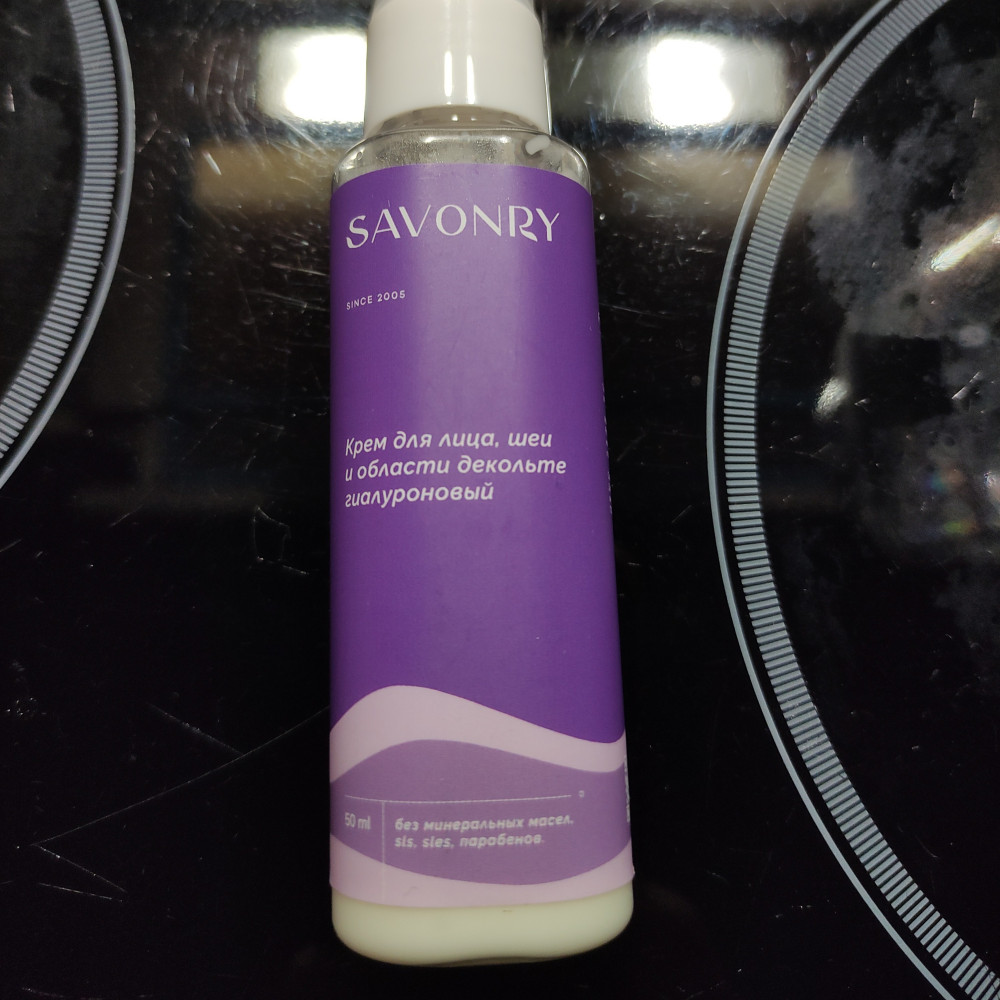 SAVONRY
SINCE 2005
Крем для лица, шеи
и области декольте
гиалуроновый
50 ml
без минеральных масел,
sls, sles, парабенов.